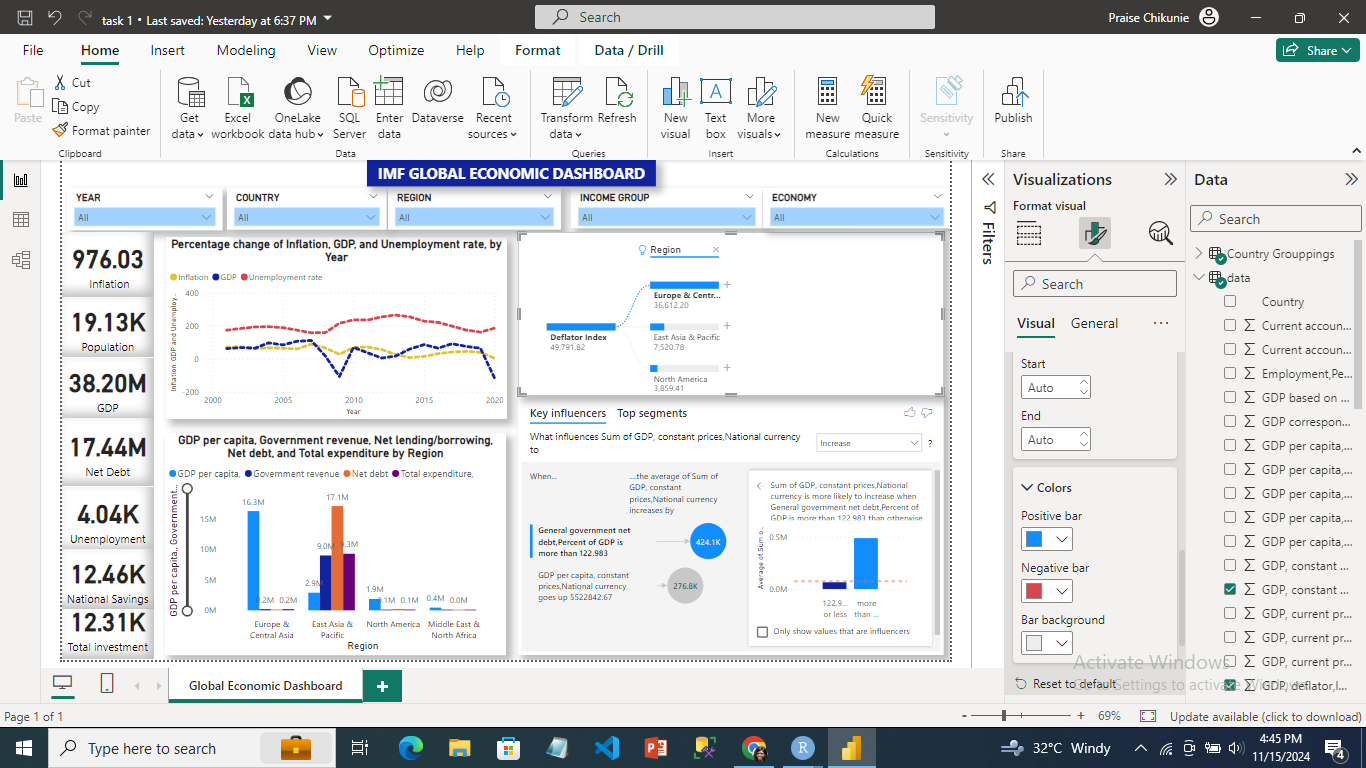 task 1 • Last saved: Yesterday at 6:37 PM
Search
Praise Chikunie
File Home Insert Modeling View Optimize Help Format Data / Drill
Share
Paste
Cut
Copy
Format painter
Clipboard
Get data
Excel workbook
OneLake data hub
SQL Server
Enter data
Dataverse
Recent sources
Data
Transform data
Refresh
Queries
New visual
Text box
More visuals
Insert
New measure
Quick measure
Calculations
Sensitivity
Sensitivity
Publish
Share
IMF GLOBAL ECONOMIC DASHBOARD
YEAR
All
COUNTRY
All
REGION
All
INCOME GROUP
All
ECONOMY
All
976.03
Inflation
19.13K
Population
38.20M
GDP
17.44M
Net Debt
4.04K
Unemployment
12.46K
National Savings
12.31K
Total investment
Percentage change of Inflation, GDP, and Unemployment rate, by
Year
Inflation GDP Unemployment rate
Inflation GDP and Unemploy...
400
200
0
-200
2000 2005 2010 2015 2020
Year
GDP per capita, Government revenue, Net lending/borrowing,
Net debt, and Total expenditure by Region
GDP per capita, Government revenue Net debt Total expenditure,
GDP per capita,, Government...
15M
10M
5M
0M
16.3M
0.2M 0.2M
2.9M
9.0M
17.1M
9.3M
1.9M
0.1M 0.1M
0.4M 0.0M
Europe &
Central Asia
East Asia &
Pacific
North America
Middle East &
North Africa
Region
Region
Deflator Index
49,791.82
Europe & Centr...
36,612.20
East Asia & Pacific
7,520.78
North America
3,859.41
Key influencers Top segments
What influences Sum of GDP, constant prices,National currency
to
Increase
?
When...
...the average of Sum of
GDP, constant
prices,National currency
increases by
General government net
debt,Percent of GDP is
more than 122.983
424.1K
GDP per capita, constant
prices,National currency
goes up 5522842.67
276.8K
Sum of GDP, constant prices,National
currency is more likely to increase when
General government net debt,Percent of
GDP is more than 122.983 than otherwise
Average of Sum o...
0.5M
0.0M
122.9...
or less
more
than ...
Only show values that are influencers
Filters
Visualizations
Format visual
Search
Visual General
Start
Auto
End
Auto
Colors
Positive bar
Negative bar
Bar background
Reset to default
Data
Search
Country Grouppings
data
Country
Current accoun...
Current accoun...
Employment,Pe...
GDP based on ...
GDP correspon...
GDP per capita,...
GDP per capita,...
GDP per capita,...
GDP per capita,...
GDP per capita,...
GDP, constant ...
GDP, constant ...
GDP, current pr...
GDP, current pr...
GDP, current pr...
GDP, deflator,I...
Activate Windows
Settings to activate Windows
Global Economic Dashboard
Page 1 of 1
- + 69%
Update available (click to download)
Type here to search
32°C Windy
4:45 PM
11/15/2024
4